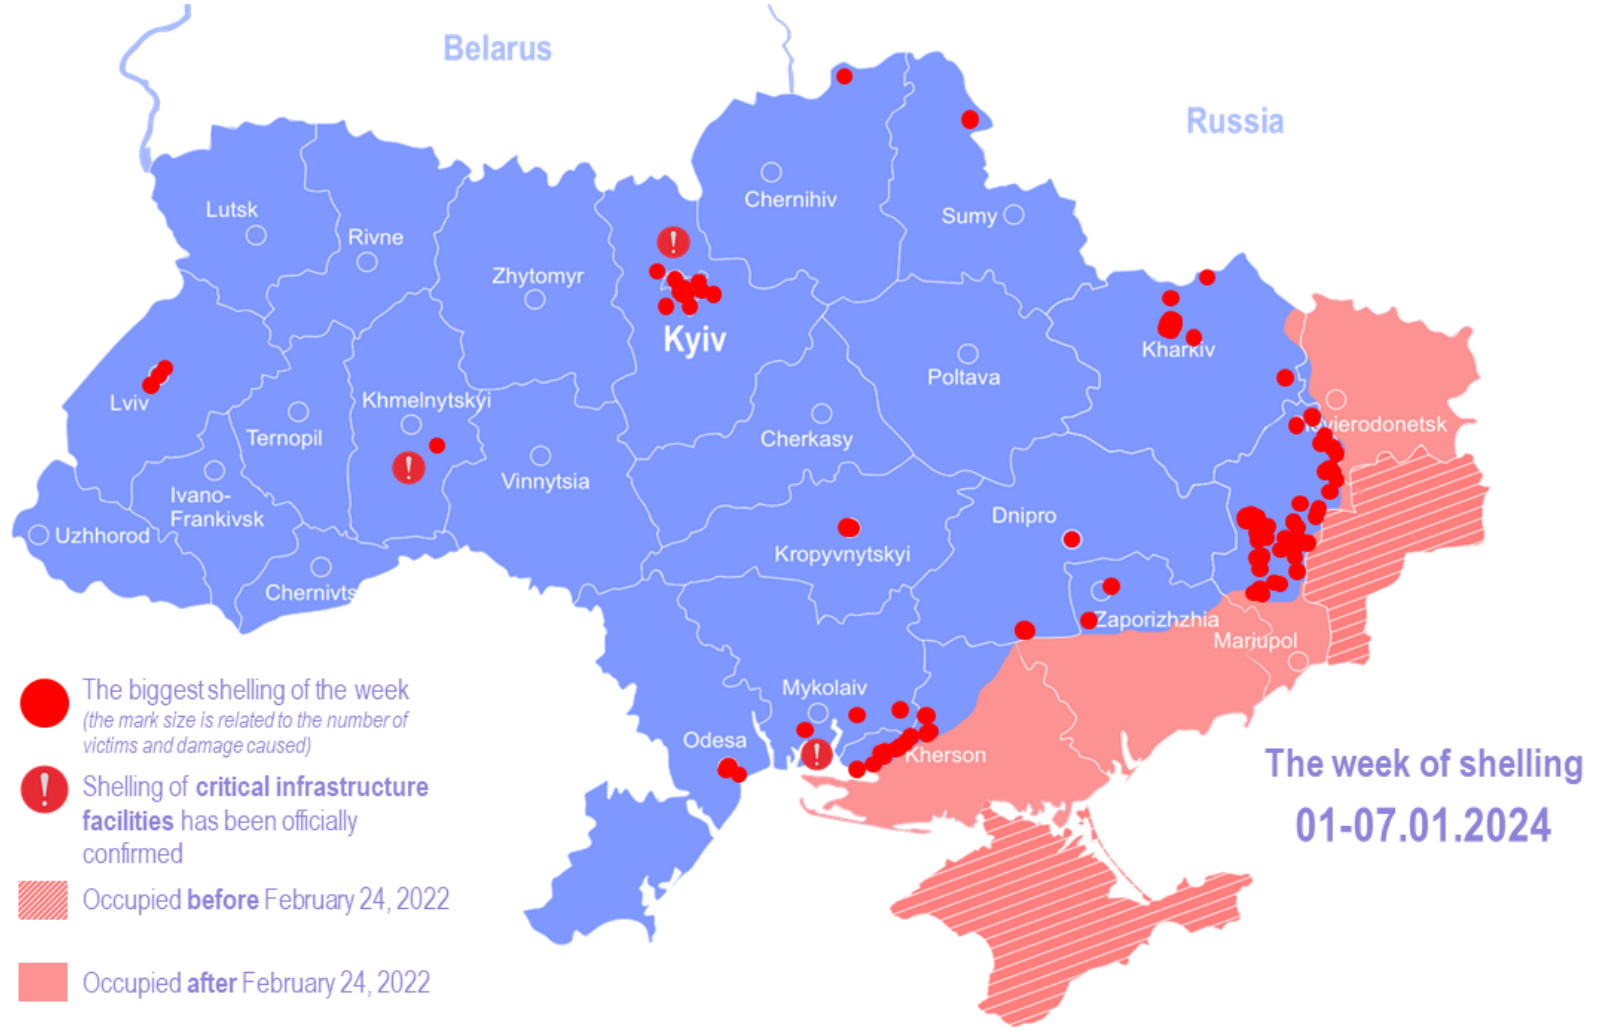 Belarus
Russia
Chernihiv
Lutsk
Sumy
Rivne
Zhytomyr
Kyiv
Kharkiv
Poltava
Lviv
Khmelnytskyi
Ternopil
Cherkasy
Vinnytsia
Ivano-
Frankivsk
Uzhhorod
Dnipro
Kropyvnytskyi
Chernivts
Zaporizhzhia
Mariupol
Mykolaiv
Odesa
Kherson
The biggest shelling of the week
(the mark size is related to the number of
victims and damage caused)
Shelling of critical infrastructure
facilities has been officially
confirmed
Occupied before February 24, 2022
Occupied after February 24, 2022
The week of shelling
01-07.01.2024